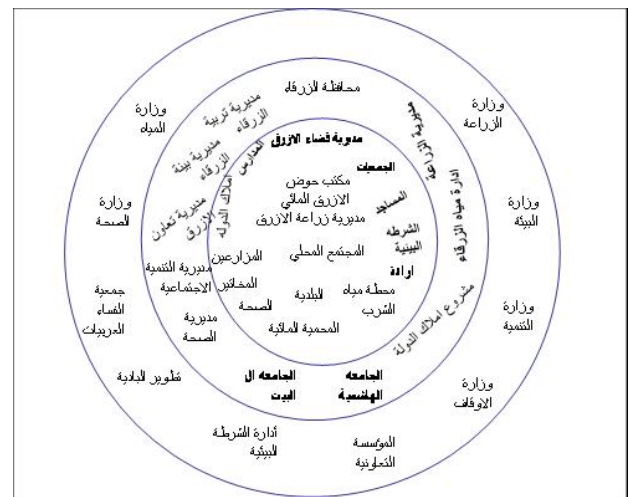 محافظة الزرقاء
وزارة
المياه
وزارة
الزراعة
مديرية تربية
الزرقاء
مديرية الزراعة
مديرية قضاء الازرق
المدارس
مديرية بيئة
الزرقاء
الجمعيات
مكتب حوض
الازرق المائي
مديرية زراعة الازرق
المساجد
املاك الدوله
ادارة مياه الزرقاء
وزارة
الصحة
مديرية تعاون
الازرق
الشرطه
البيئية
وزارة
البيئة
المجتمع المحلي
المزارعين
مديرية التنمية
الاجتماعية
المخاتير
ارادة
محطة مياه
الشرب
البلدية
الصحة
المحمية المائية
جمعية
النساء
العربيات
مديرية
الصحة
وزارة
التنمية
مشروع املاك الدولة
تطوير البادية
الجامعه ال
البيت
الجامعه
الهاشمية
وزارة
الاوقاف
أدارة الشرطة
البيئية
المؤسسة
التعاونية